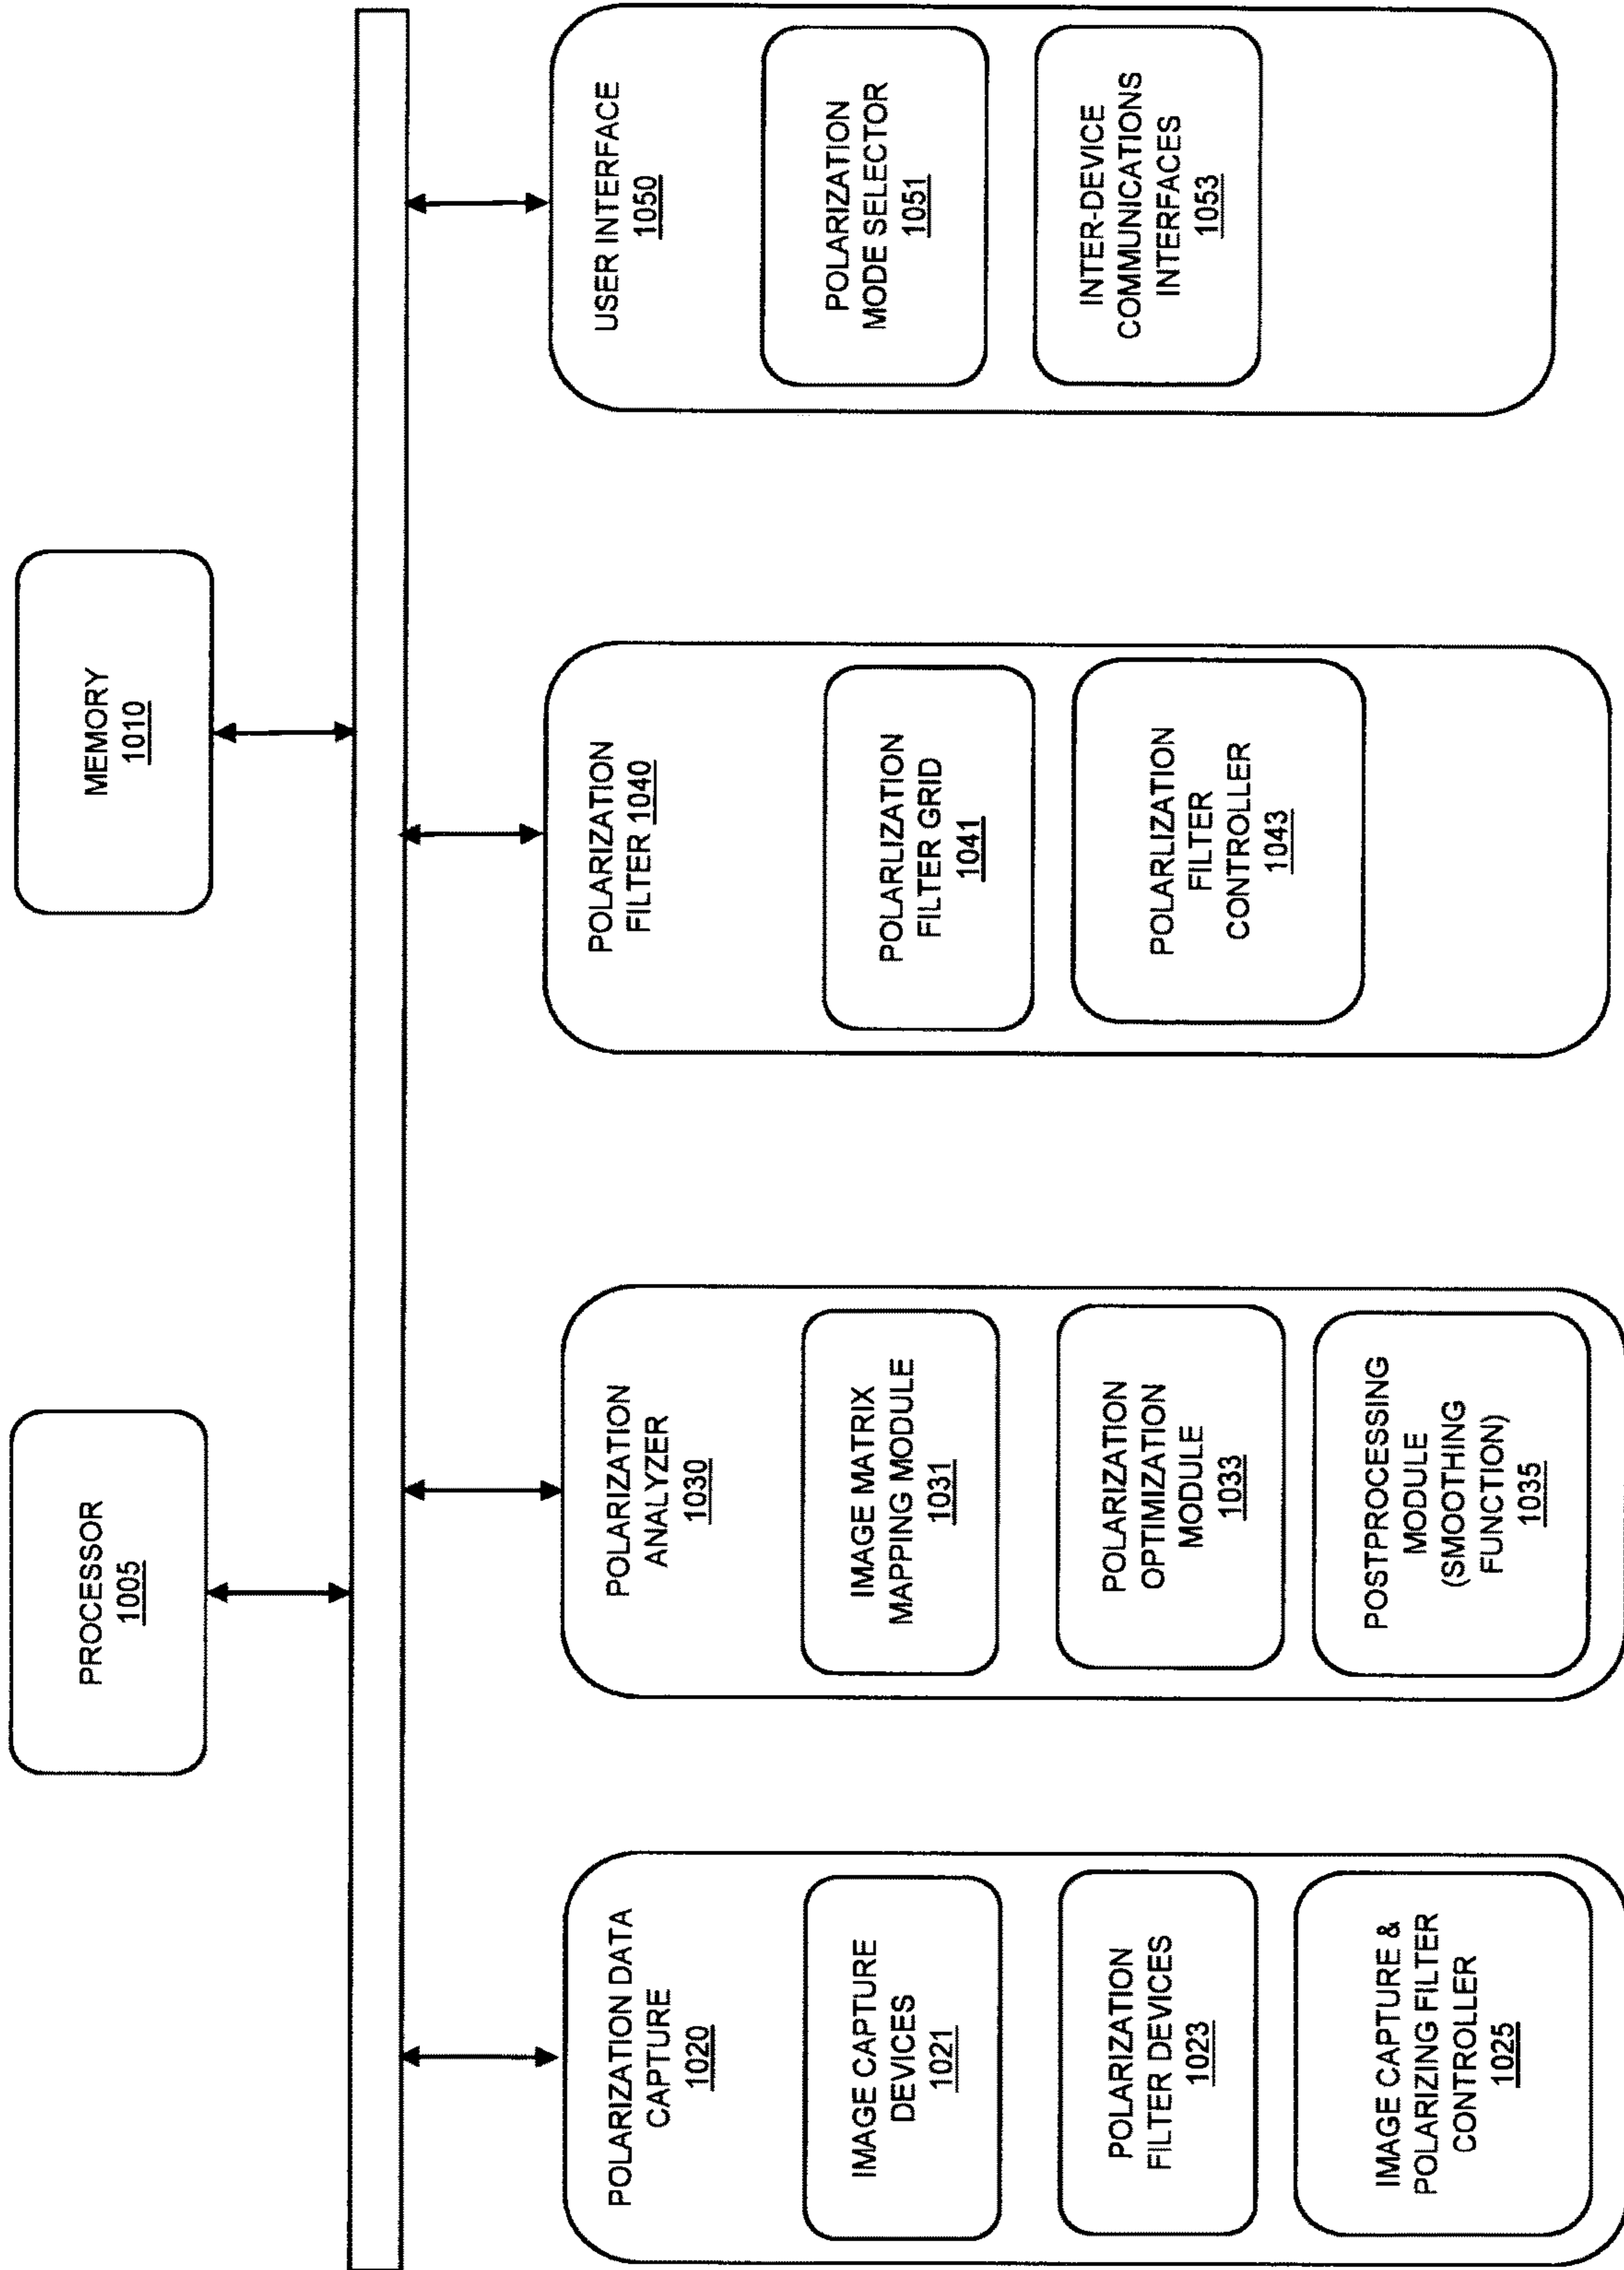 PROCESSOR
1005
MEMORY
1010
POLARIZATION DATA
CAPTURE
1020
IMAGE CAPTURE
DEVICES
1021
POLARIZATION
FILTER DEVICES
1023
IMAGE CAPTURE &
POLARIZING FILTER
CONTROLLER
1025
POLARIZATION
ANALYZER
1030
IMAGE MATRIX
MAPPING MODULE
1031
POLARIZATION
OPTIMIZATION
MODULE
1033
POSTPROCESSING
MODULE
(SMOOTHING
FUNCTION)
1035
POLARIZATION
FILTER 1040
POLARLIZATION
FILTER GRID
1041
POLARLIZATION
FILTER
CONTROLLER
1043
USER INTERFACE
1050
POLARIZATION
MODE SELECTOR
1051
INTER-DEVICE
COMMUNICATIONS
INTERFACES
1053